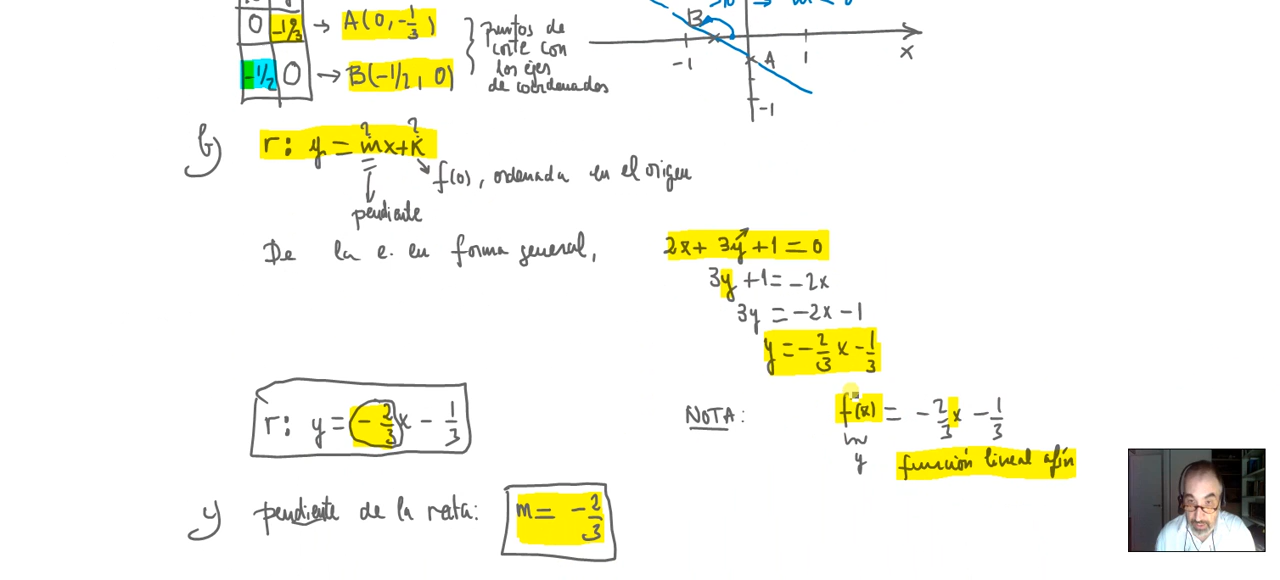 0 -1/3 → A(0, -1/3)
-1/2 0 → B(-1/2, 0)
puntos de
corte con
los ejes
de coordenadas
B
-1 A 1 x
-1
b) r: y = mx+k
? ?
f(0), ordenada en el origen
pendiente
De la e. en forma general, 2x + 3y + 1 = 0
3y + 1 = -2x
3y = -2x - 1
y = -2/3 x - 1/3
r: y = -2/3 x - 1/3
NOTA: f(x) = -2/3 x - 1/3
y función lineal afín
pendiente de la recta: m = -2/3